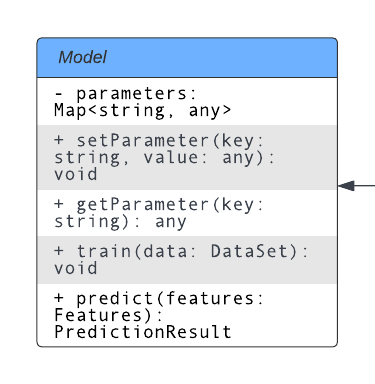 Model
- parameters:
Map<string, any>
+ setParameter(key:
string, value: any):
void
+ getParameter(key:
string): any
+ train(data: DataSet):
void
+ predict(features:
Features):
PredictionResult